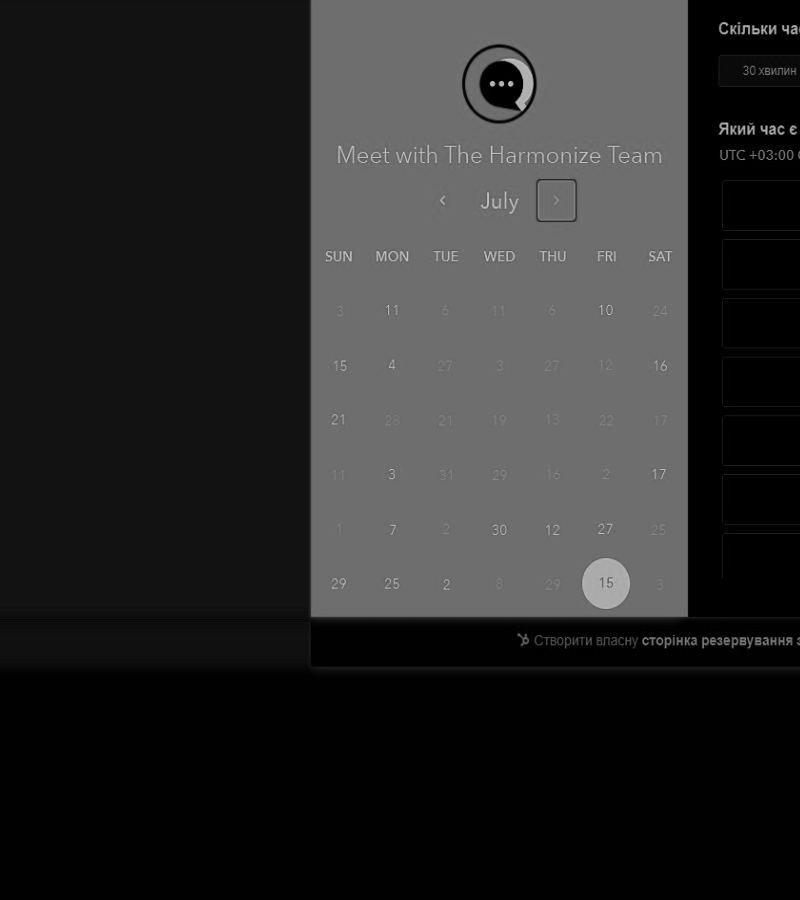 Meet with The Harmonize Team
July
SUN MON TUE WED THU FRI SAT
3 11 6 11 6 10 24
15 4 27 3 27 12 16
21 28 21 19 13 22 17
11 3 31 29 16 2 17
1 7 2 30 12 27 25
29 25 2 8 29 15 3
Скільки ча
30 хвилин
Який час є
UTC +03:00
Створити власну сторінка резервування з